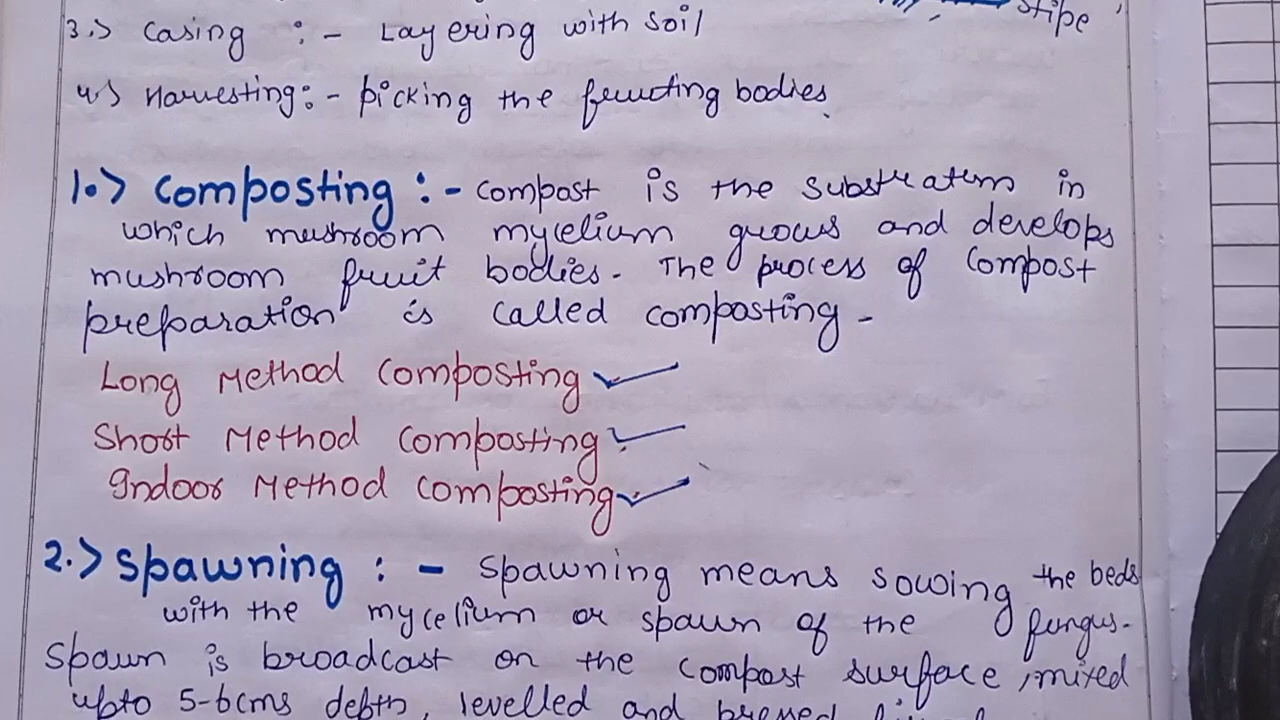 stipe
3.> Casing :- Layering with soil
4.> Harvesting:- picking the fructing bodies.
1.> Composting :- Compost is the substratum in
which mushroom mycelium grows and develops
mushroom fruit bodies. The process of Compost
preparation is called composting.
Long Method Composting
Short Method Composting
Indoor Method Composting
2.> Spawning :- Spawning means sowing the beds
with the mycelium or spawn of the fungus.
Spawn is broadcast on the compost surface, mixed
upto 5-6cms depth, levelled and